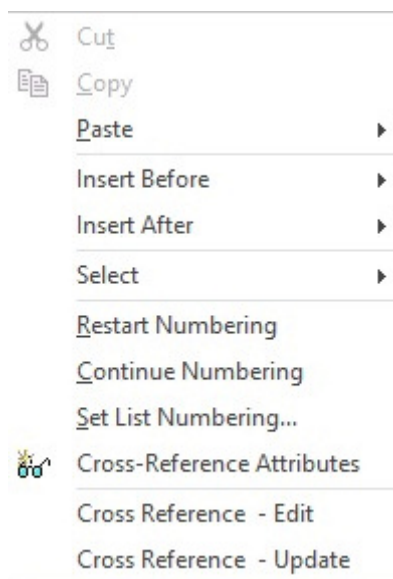 Cut
Copy
Paste
Insert Before
Insert After
Select
Restart Numbering
Continue Numbering
Set List Numbering...
Cross-Reference Attributes
Cross Reference - Edit
Cross Reference - Update